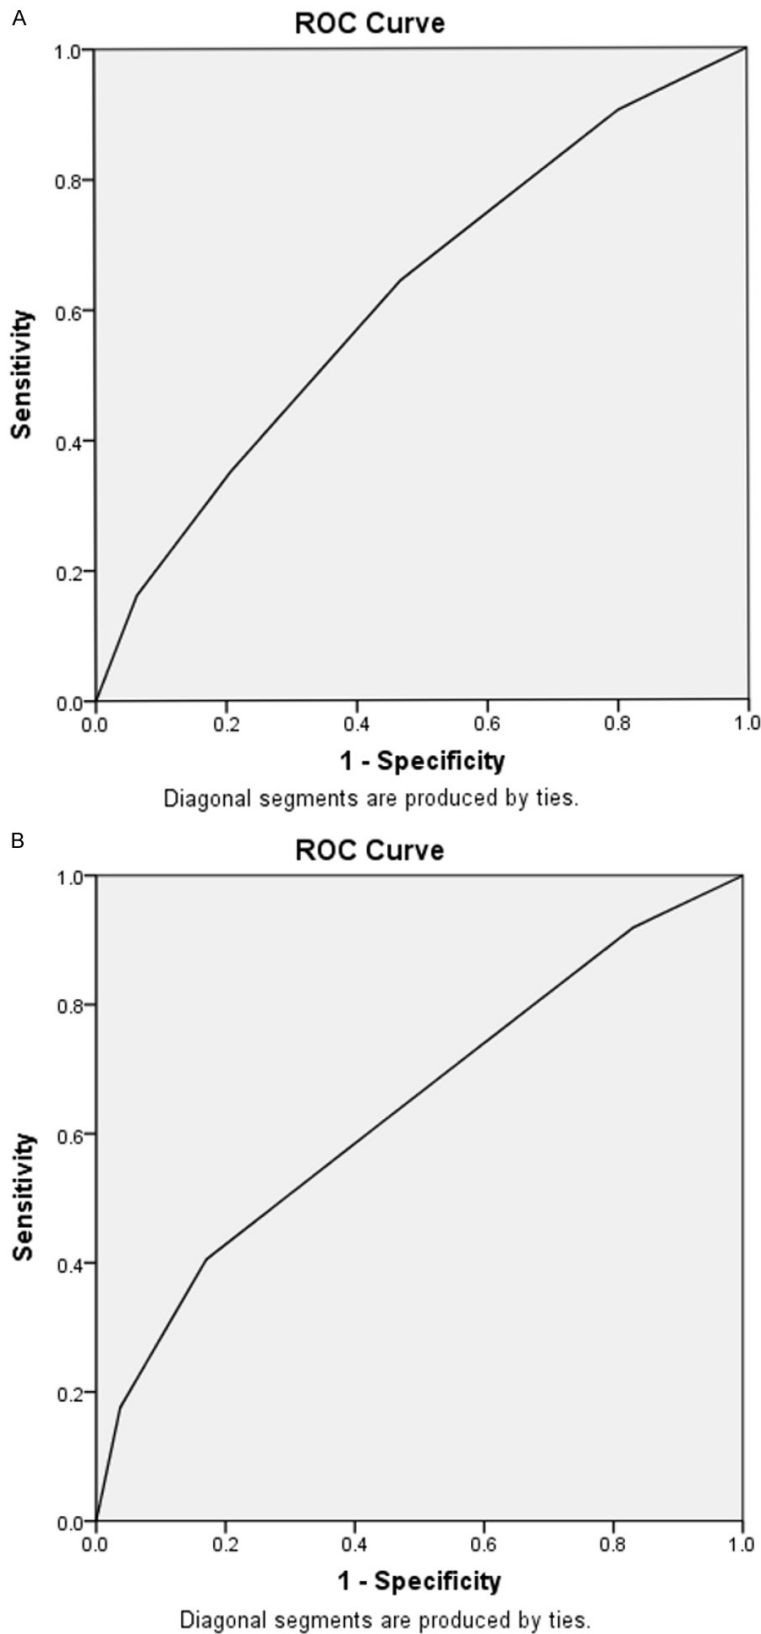 A
ROC Curve
1.0
0.8
0.6
0.4
0.2
0.0
Sensitivity
0.0 0.2 0.4 0.6 0.8 1.0
1 - Specificity
Diagonal segments are produced by ties.
B
ROC Curve
1.0
0.8
0.6
0.4
0.2
0.0
Sensitivity
0.0 0.2 0.4 0.6 0.8 1.0
1 - Specificity
Diagonal segments are produced by ties.